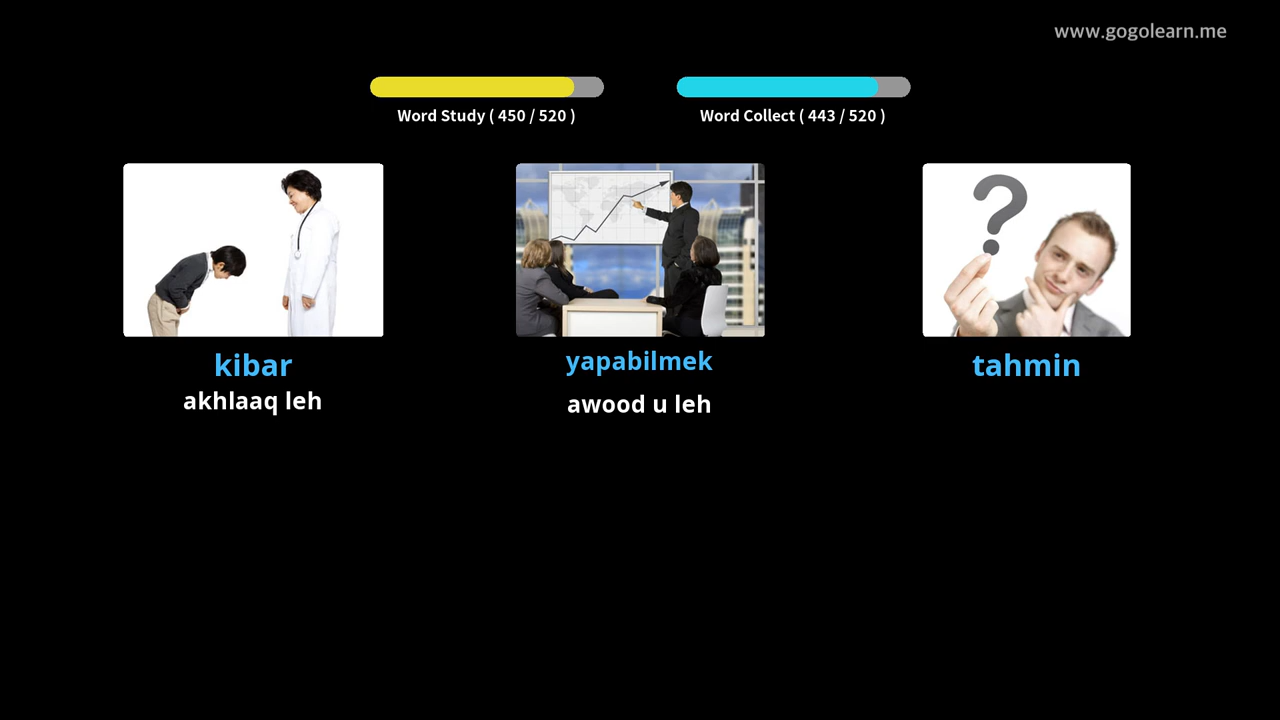 www.gogolearn.me
Word Study ( 450 / 520 )
Word Collect ( 443 / 520 )
kibar
akhlaaq leh
yapabilmek
awood u leh
tahmin